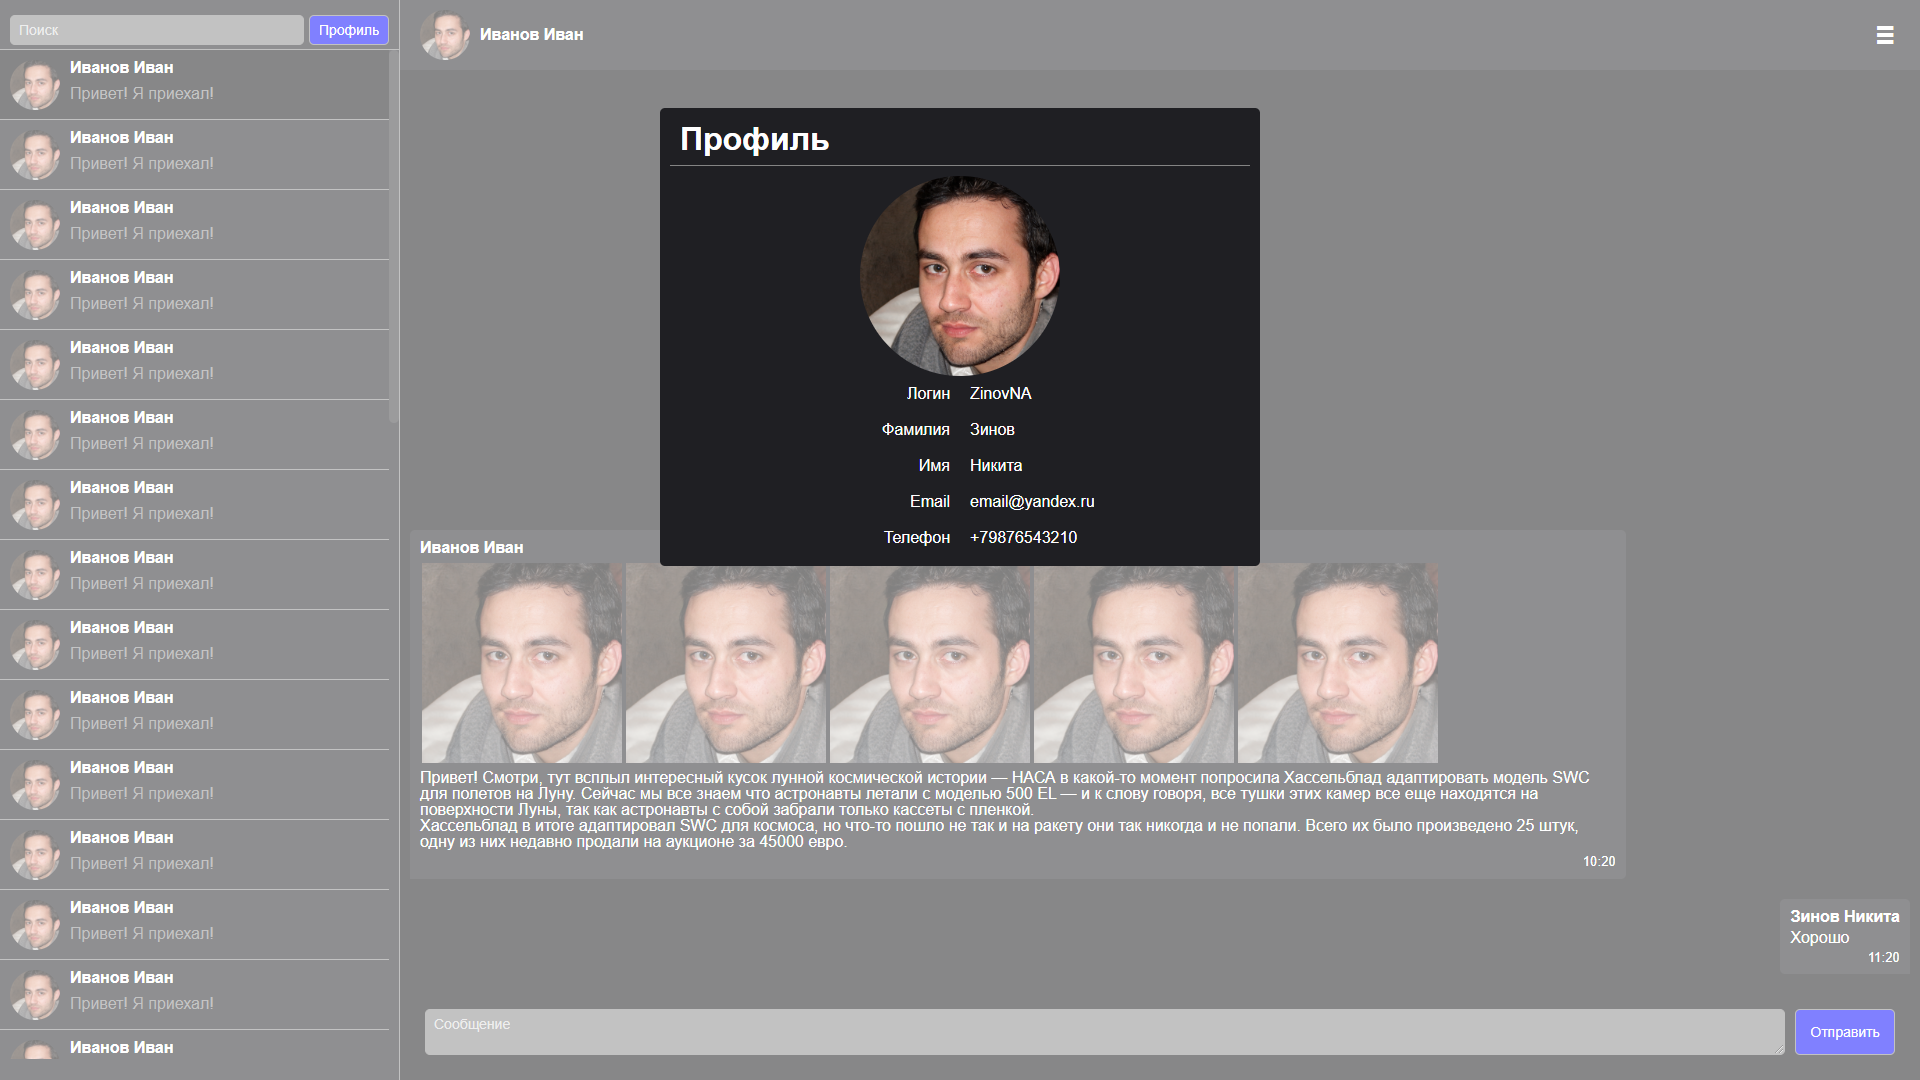 Поиск
Профиль
Иванов Иван
Привет! Я приехал!
Иванов Иван
Привет! Я приехал!
Иванов Иван
Привет! Я приехал!
Иванов Иван
Привет! Я приехал!
Иванов Иван
Привет! Я приехал!
Иванов Иван
Привет! Я приехал!
Иванов Иван
Привет! Я приехал!
Иванов Иван
Привет! Я приехал!
Иванов Иван
Привет! Я приехал!
Иванов Иван
Привет! Я приехал!
Иванов Иван
Привет! Я приехал!
Иванов Иван
Привет! Я приехал!
Иванов Иван
Привет! Я приехал!
Иванов Иван
Привет! Я приехал!
Иванов Иван
Иванов Иван
Профиль
Логин ZinovNA
Фамилия Зинов
Имя Никита
Email email@yandex.ru
Телефон +79876543210
Иванов Иван
Привет! Смотри, тут всплыл интересный кусок лунной космической истории — НАСА в какой-то момент попросила Хассельблад адаптировать модель SWC
для полетов на Луну. Сейчас мы все знаем что астронавты летали с моделью 500 EL — и к слову говоря, все тушки этих камер все еще находятся на
поверхности Луны, так как астронавты с собой забрали только кассеты с пленкой.
Хассельблад в итоге адаптировал SWC для космоса, но что-то пошло не так и на ракету они так никогда и не попали. Всего их было произведено 25 штук,
одну из них недавно продали на аукционе за 45000 евро.
10:20
Зинов Никита
Хорошо
11:20
Сообщение
Отправить